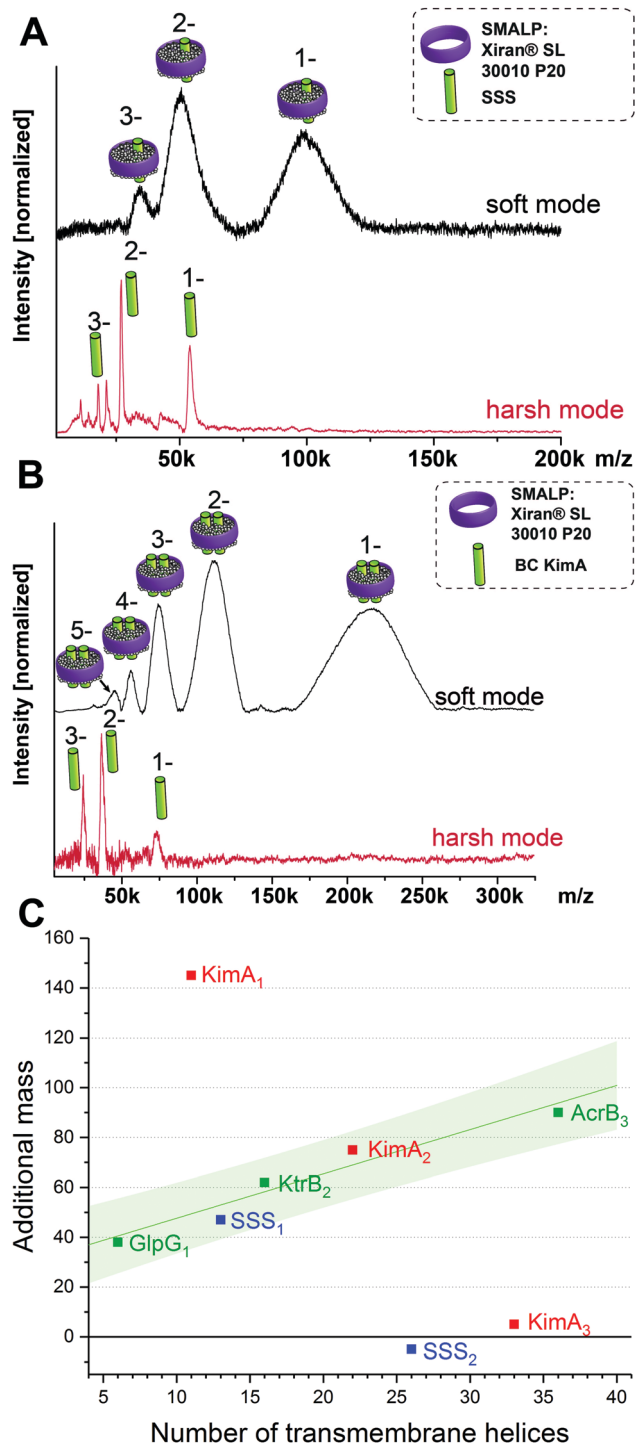 A
2-
1-
3-
SMALP:
Xiran® SL
30010 P20
SSS
Intensity [normalized]
soft mode
2-
1-
3-
harsh mode
50k 100k 150k 200k m/z
B
2-
3-
1-
4-
5-
SMALP:
Xiran® SL
30010 P20
BC KimA
Intensity [normalized]
soft mode
2-
3-
1-
harsh mode
50k 100k 150k 200k 250k 300k m/z
C
160
140
120
100
80
60
40
20
0
Additional mass
KimA1
AcrB3
KimA2
KtrB2
SSS1
GlpG1
KimA3
SSS2
5 10 15 20 25 30 35 40
Number of transmembrane helices